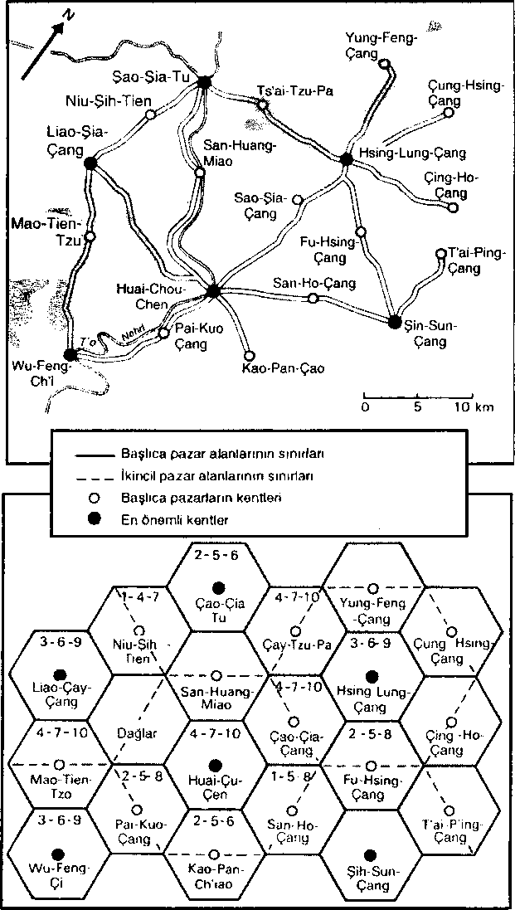 N
Yung-Feng-
Çang
Şao-Şia-Tu
Ts'ai-Tzu-Pa
Çung-Hsing-
Çang
Niu-Şih-Tien
Liao-Şia-
Çang
San-Huang-
Miao
Hsing-Lung-Çang
Çing-Ho-
Çang
Sao-Şia-
Çang
Mao-Tien-
Tzu
Fu-Hsing-
Çang
T'ai-Ping-
Çang
Huai-Chou-
Chen
San-Ho-Çang
T'o Nehri
Pai-Kuo
Çang
Şin-Sun-
Çang
Wu-Feng-
Ch'i
Kao-Pan-Çao
0 5 10 km
Başlıca pazar alanlarının sınırları
İkincil pazar alanlarının sınırları
Başlıca pazarların kentleri
En önemli kentler
2-5-6
Çao-Çia
Tu
1-4-7
Niu-Şih
Tien
4-7-10
Çay-Tzu-Pa
Yung-Feng
-Çang
Çung Hsing-
Çang
3-6-9
Liao-Çay-
Çang
San-Huang-
Miao
3-6-9
Hsing Lung-
Çang
Dağlar
4-7-10
Çao-Çia-
Çang
Çing-Ho-
Çang
4-7-10
Mao-Tien-
Tzo
4-7-10
Huai-Çu-
Çen
2-5-8
Fu-Hsing-
Çang
2-5-8
Pai-Kuo-
Çang
1-5-8
San-Ho-
Çang
T'ai-P'ing-
Çang
3-6-9
Wu-Feng-
Çi
2-5-6
Kao-Pan-
Ch'iao
Şih-Sun-
Çang